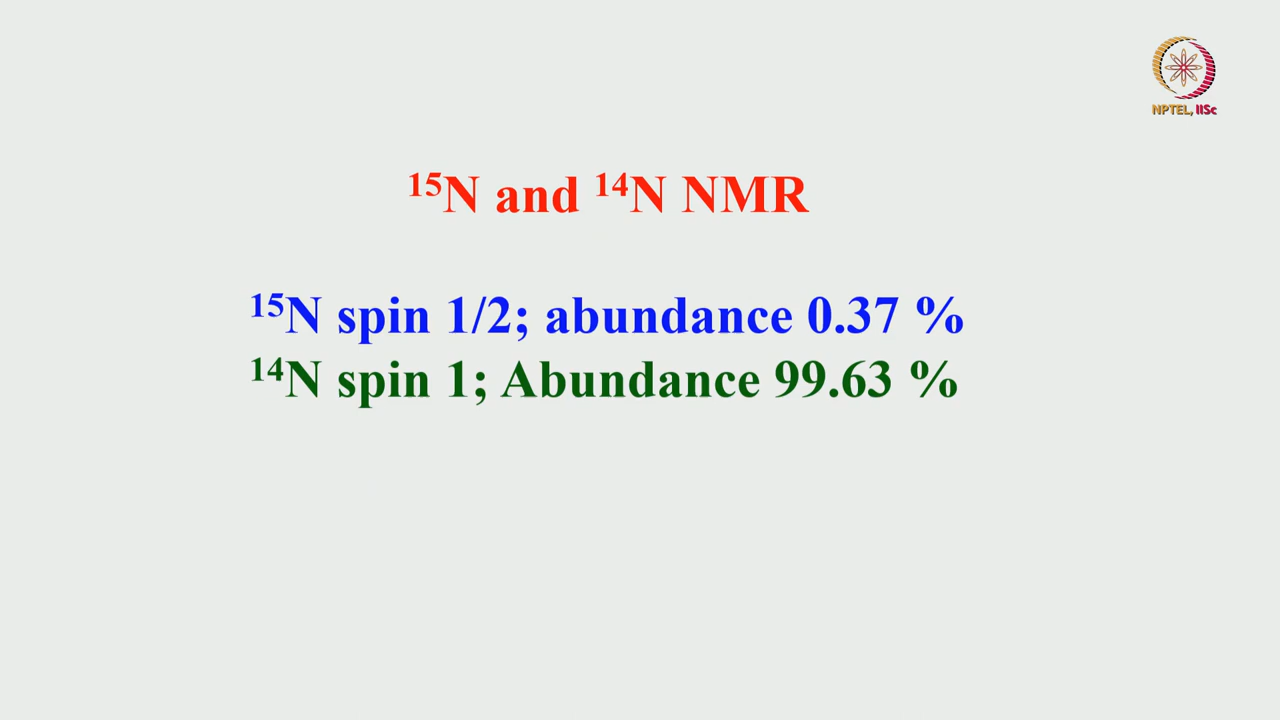 NPTEL, IISc
¹⁵N and ¹⁴N NMR
¹⁵N spin 1/2; abundance 0.37 %
¹⁴N spin 1; Abundance 99.63 %